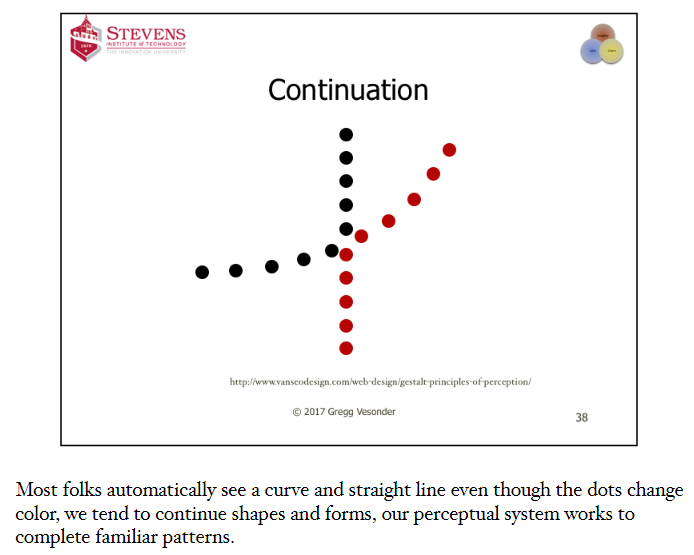 STEVENS
INSTITUTE of TECHNOLOGY
THE INNOVATION UNIVERSITY
1870
Continuation
http://www.vanseodesign.com/web-design/gestalt-principles-of-perception/
© 2017 Gregg Vesonder
38
Most folks automatically see a curve and straight line even though the dots change
color, we tend to continue shapes and forms, our perceptual system works to
complete familiar patterns.